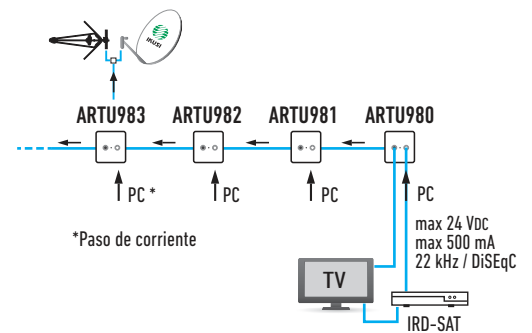 IKUSI
ARTU983 ARTU982 ARTU981 ARTU980
PC * PC PC PC
*Paso de corriente
max 24 VDC
max 500 mA
22 kHz / DiSEqC
TV
IRD-SAT